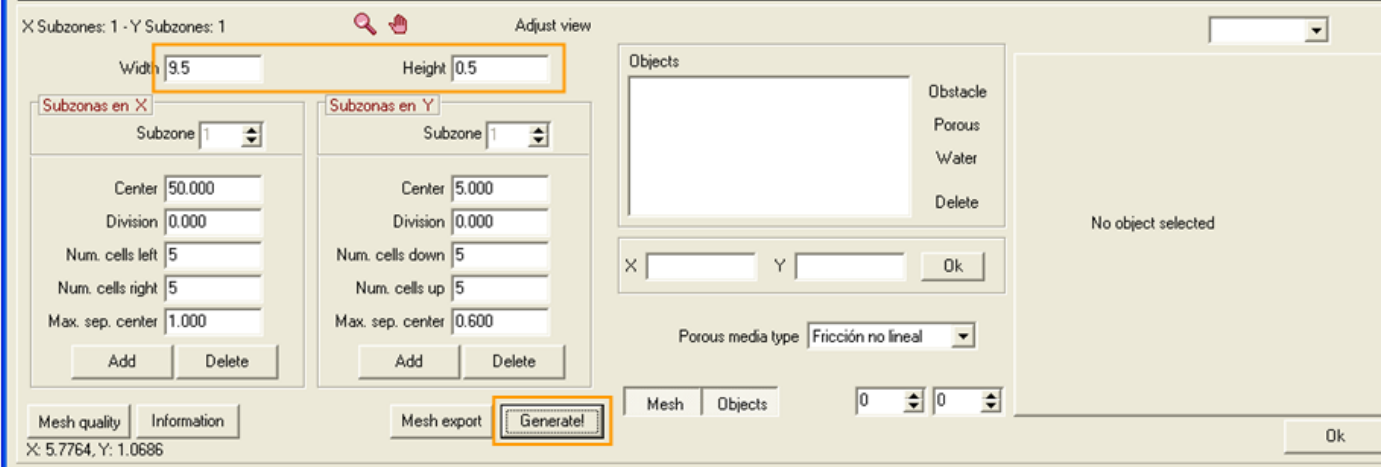 X Subzones: 1 - Y Subzones: 1
Adjust view
Width 9.5
Height 0.5
Subzonas en X
Subzone 1
Center 50.000
Division 0.000
Num. cells left 5
Num. cells right 5
Max. sep. center 1.000
Add
Delete
Subzonas en Y
Subzone 1
Center 5.000
Division 0.000
Num. cells down 5
Num. cells up 5
Max. sep. center 0.600
Add
Delete
Mesh quality
Information
Mesh export
Generate!
X: 5.7764, Y: 1.0686
Objects
Obstacle
Porous
Water
Delete
X
Y
Ok
Porous media type Fricción no lineal
Mesh
Objects
0
0
No object selected
Ok